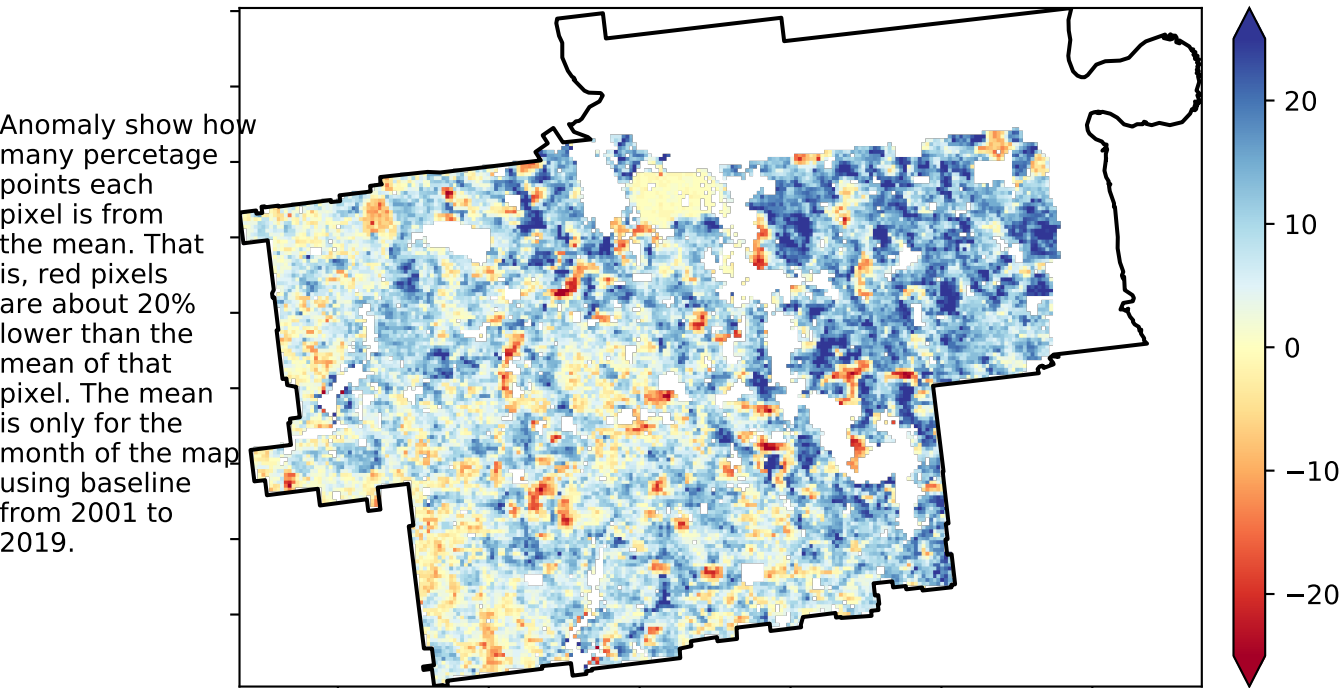 Anomaly show how
many percetage
points each
pixel is from
the mean. That
is, red pixels
are about 20%
lower than the
mean of that
pixel. The mean
is only for the
month of the map
using baseline
from 2001 to
2019.
20
10
0
−10
−20